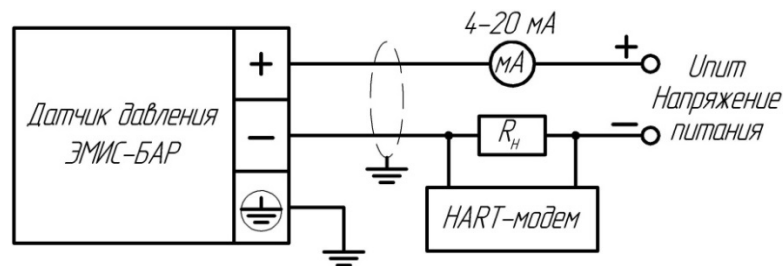 4-20 мА
+
мА
+
Uпит
Напряжение
питания
Датчик давления
ЭМИС-БАР
−
Rн
−
HART-модем